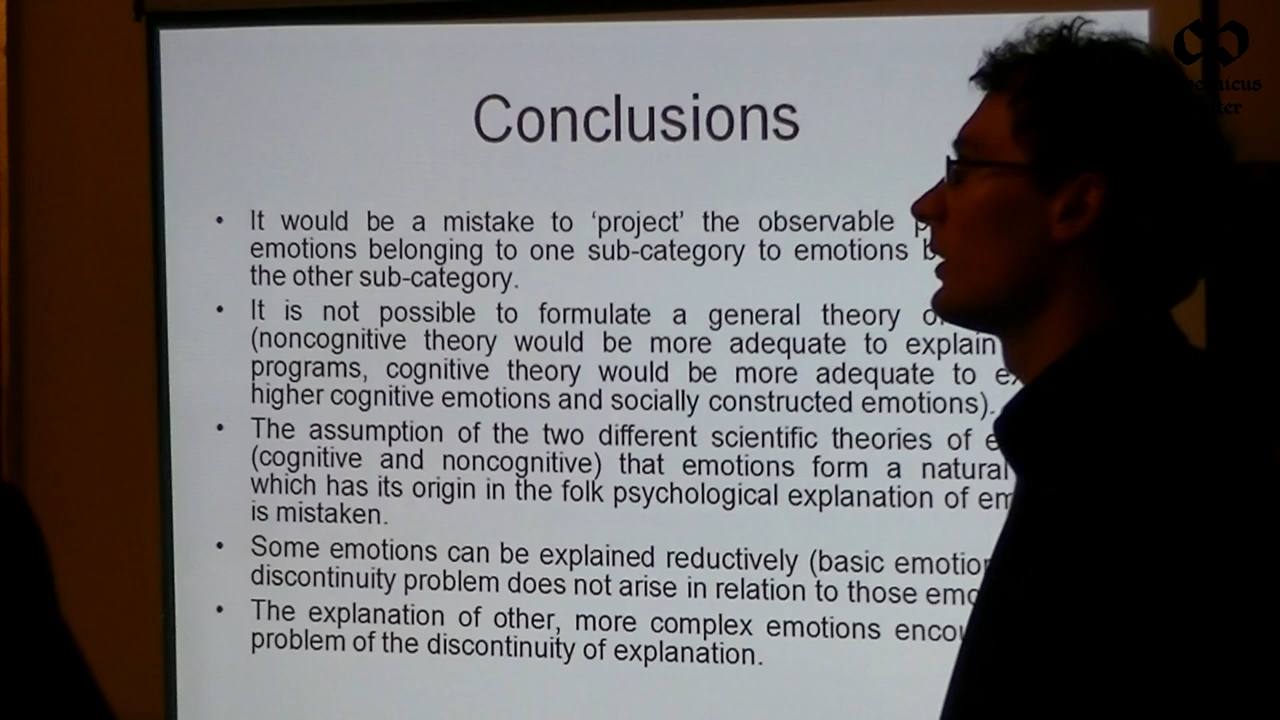 Conclusions
• It would be a mistake to ‘project’ the observable
emotions belonging to one sub-category to emotions
the other sub-category.
• It is not possible to formulate a general theory
(noncognitive theory would be more adequate to explain
programs, cognitive theory would be more adequate to
higher cognitive emotions and socially constructed emotions).
• The assumption of the two different scientific theories of
(cognitive and noncognitive) that emotions form a natural
which has its origin in the folk psychological explanation of
is mistaken.
• Some emotions can be explained reductively (basic
discontinuity problem does not arise in relation to those
• The explanation of other, more complex emotions
problem of the discontinuity of explanation.